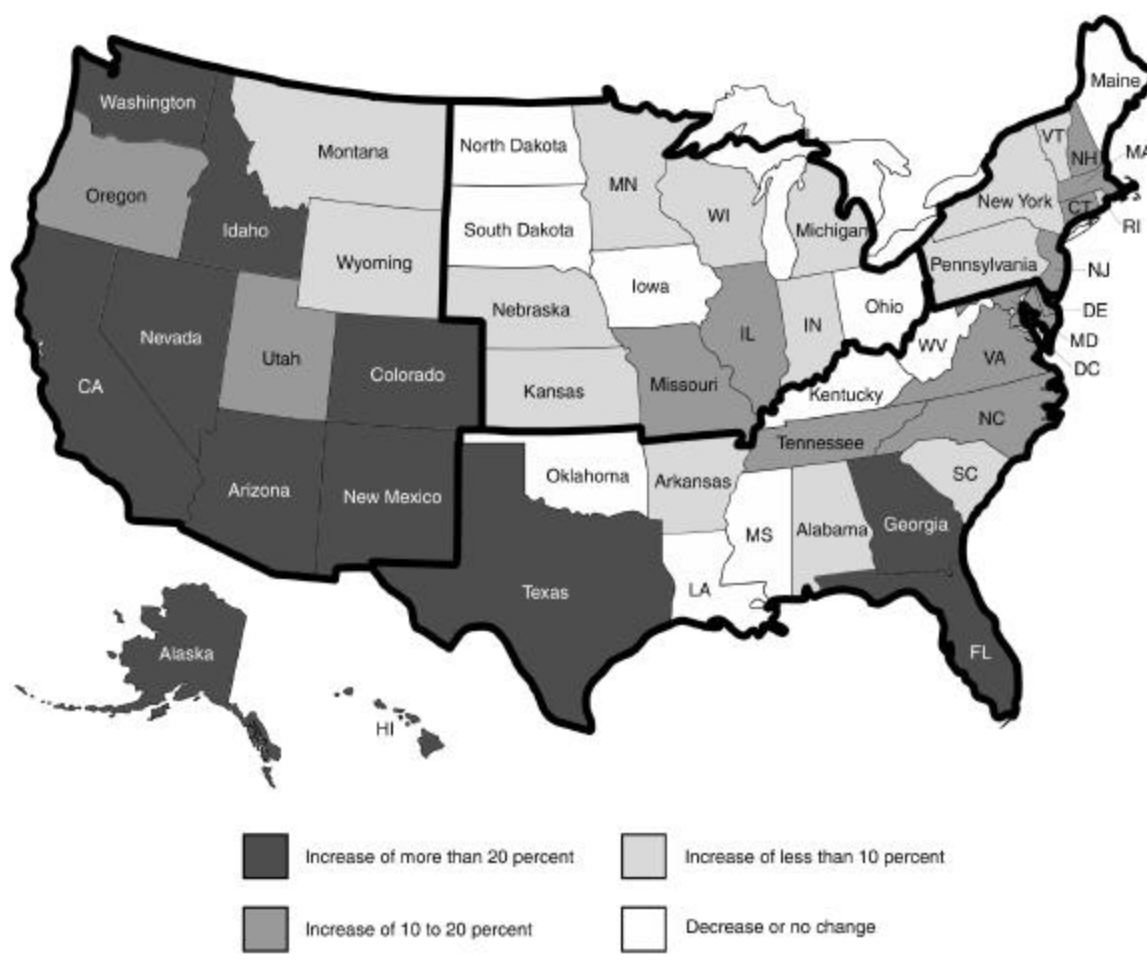 Maine
Washington
VT
MA
North Dakota
Montana
NH
MN
Oregon
New York
WI
CT
RI
South Dakota
Michigan
Idaho
Wyoming
Pennsylvania
NJ
Iowa
Nebraska
Ohio
DE
Nevada
IN
IL
MD
WV
Utah
VA
DC
Colorado
CA
Missouri
Kansas
Kentucky
NC
Tennessee
SC
Oklahoma
Arkansas
Arizona
New Mexico
Georgia
MS
Alabama
Texas
LA
Alaska
FL
HI
Increase of more than 20 percent
Increase of less than 10 percent
Increase of 10 to 20 percent
Decrease or no change